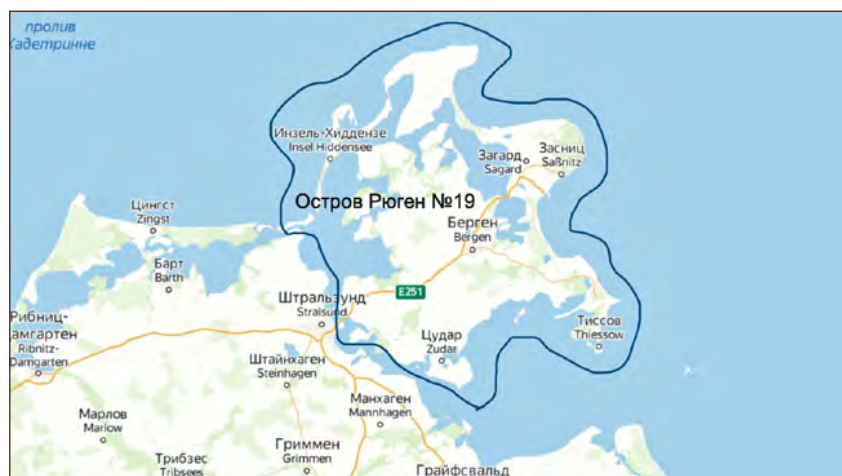 пролив
Кадетринне
Инзель-Хиддензе
Insel Hiddensee
Загард
Sagard
Засниц
Saßnitz
Остров Рюген №19
Цингст
Zingst
Берген
Bergen
Барт
Barth
E251
Штральзунд
Stralsund
Рибниц-
Дамгартен
Ribnitz-
Damgarten
Тиссов
Thiessow
Цудар
Zudar
Штайнхаген
Steinhagen
Манхаген
Mannhagen
Марлов
Marlow
Гриммен
Grimmen
Трибзес
Tribsees
Грайфсвальд